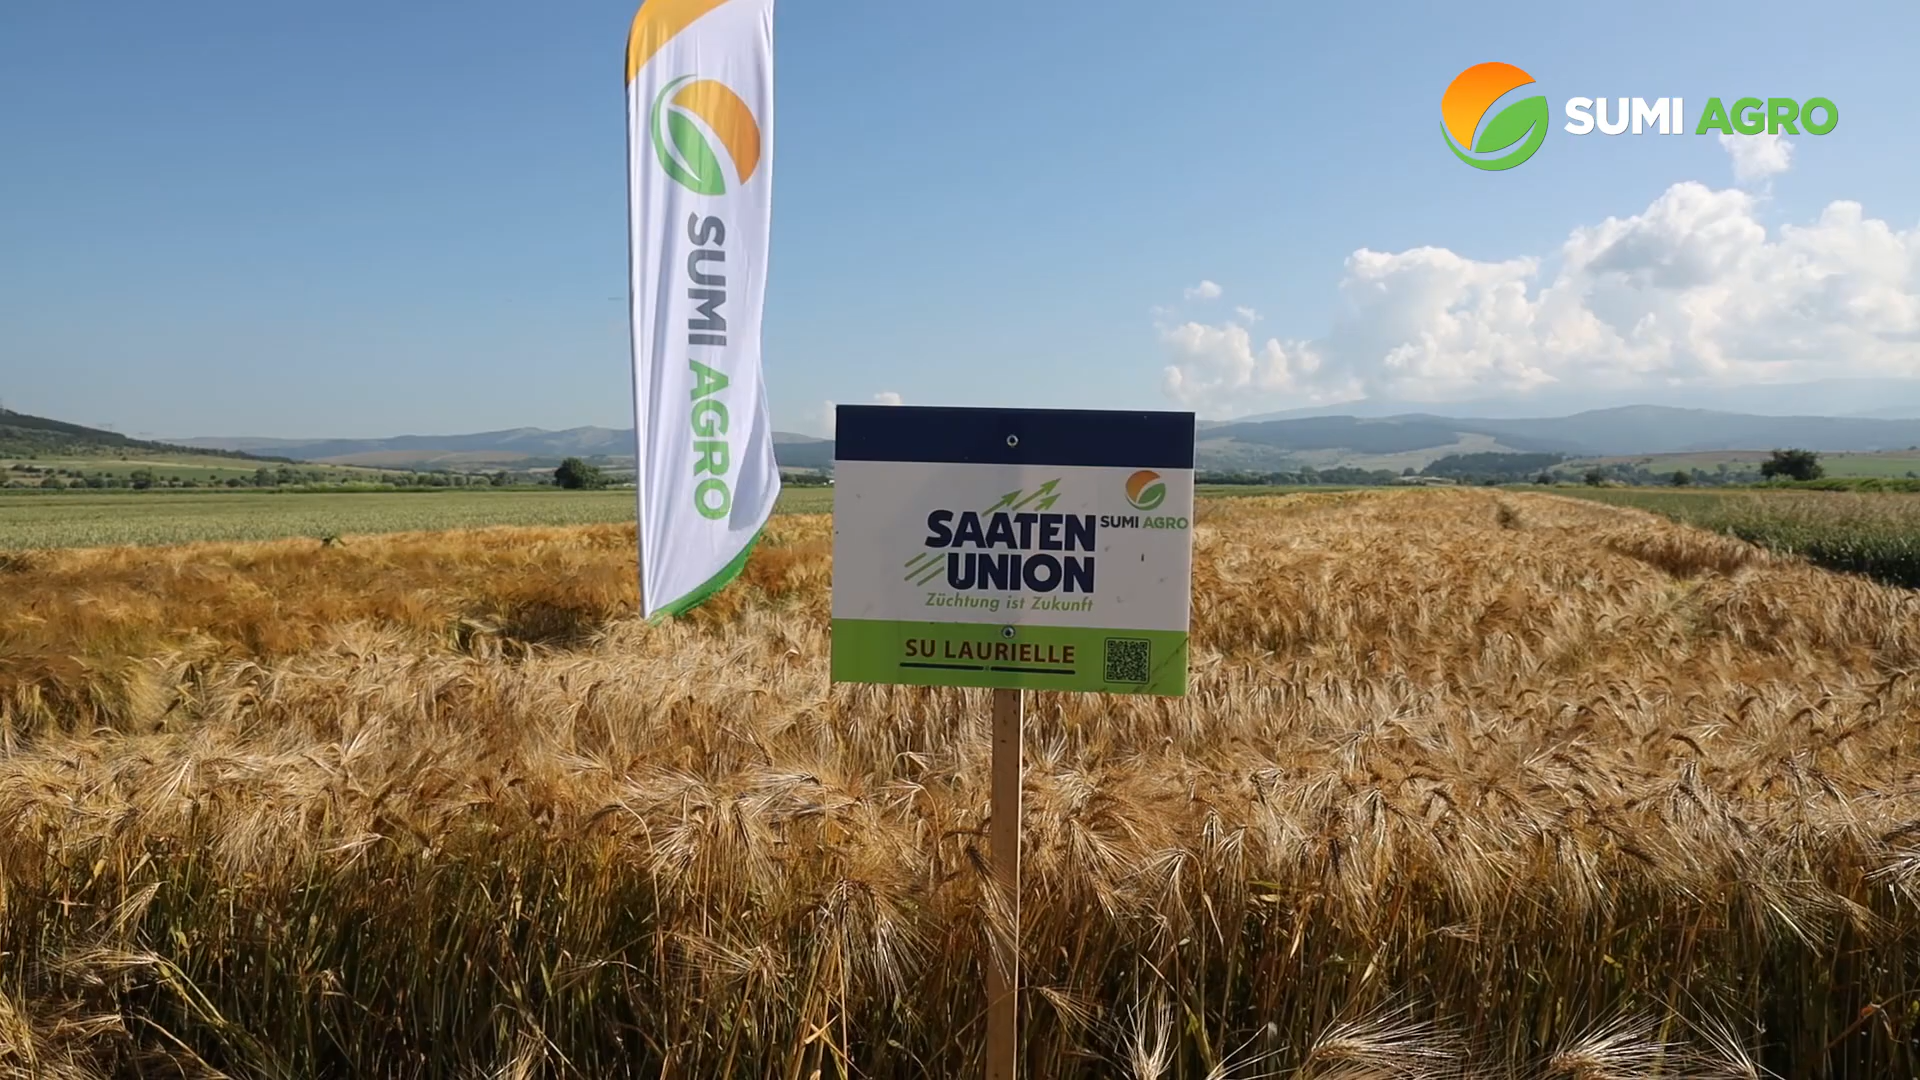 SUMI AGRO
SUMI AGRO
SAATEN
UNION
Züchtung ist Zukunft
SUMI AGRO
SU LAURIELLE